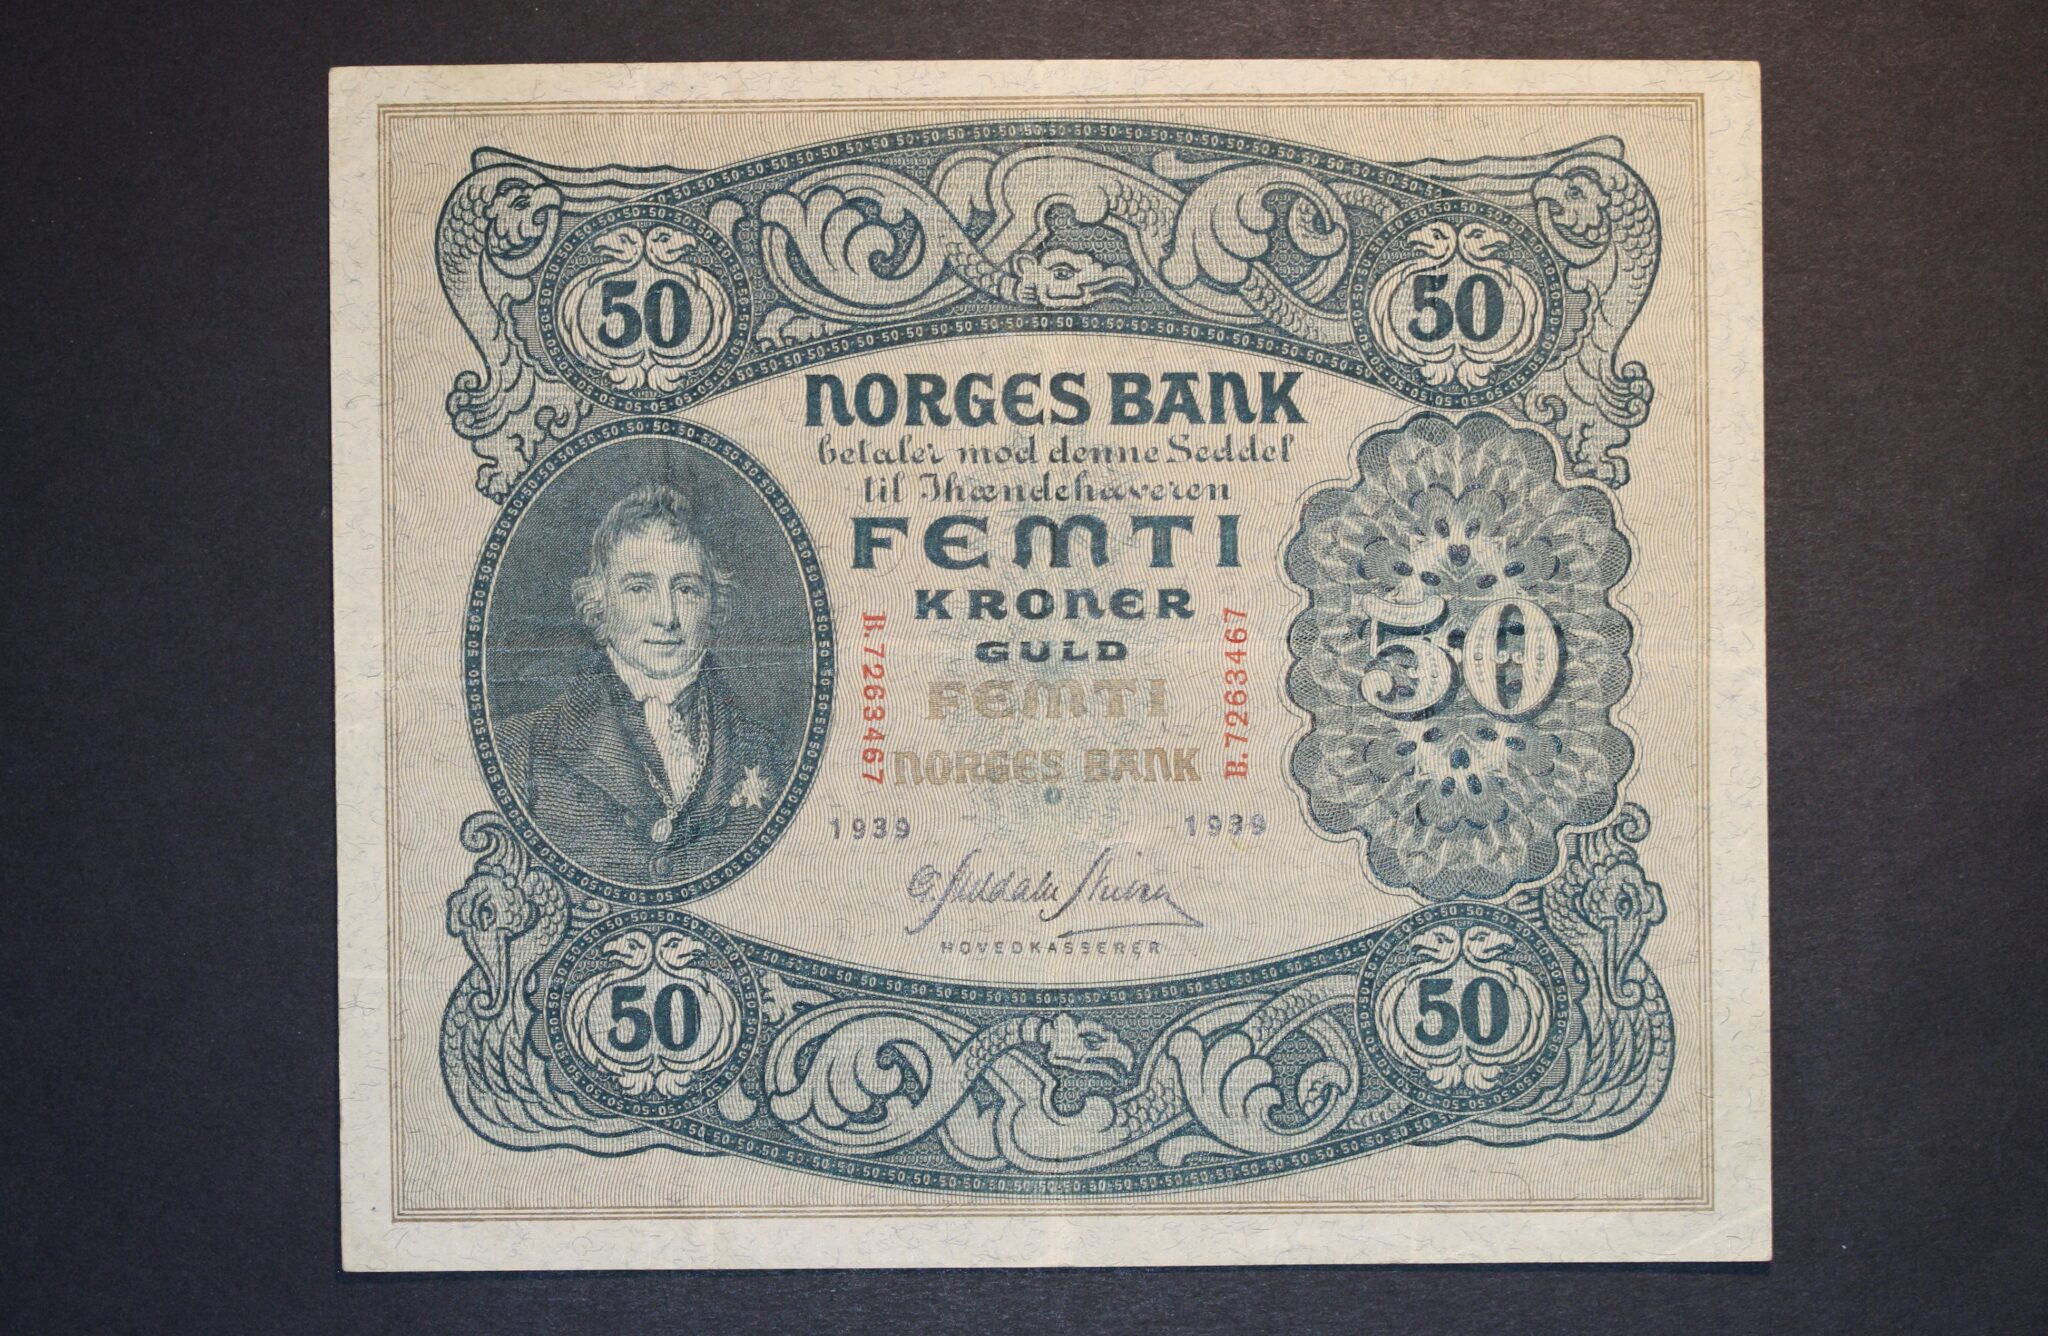 50 50
NORGES BANK
betaler mod denne Seddel
til Ihændehaveren
FEMTI
KRONER
GULD
50
FEMTI
NORGES BANK
B.7263467
B.7263467
1939 1939
HOVEDKASSERER
50 50